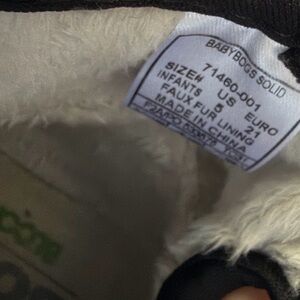 BABYBOGS SOLID
71460-001
SIZE# US EURO
INFANTS 5 21
FAUX FUR LINING
MADE IN CHINA